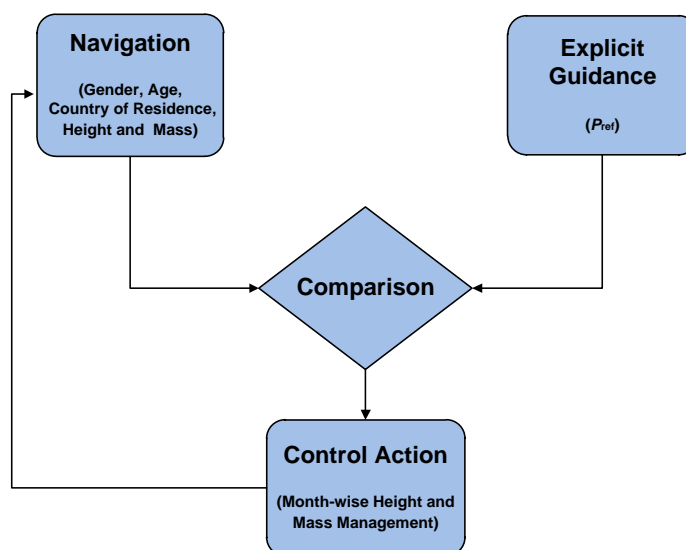 Navigation
(Gender, Age,
Country of Residence,
Height and Mass)
Explicit
Guidance
(Pref)
Comparison
Control Action
(Month-wise Height and
Mass Management)